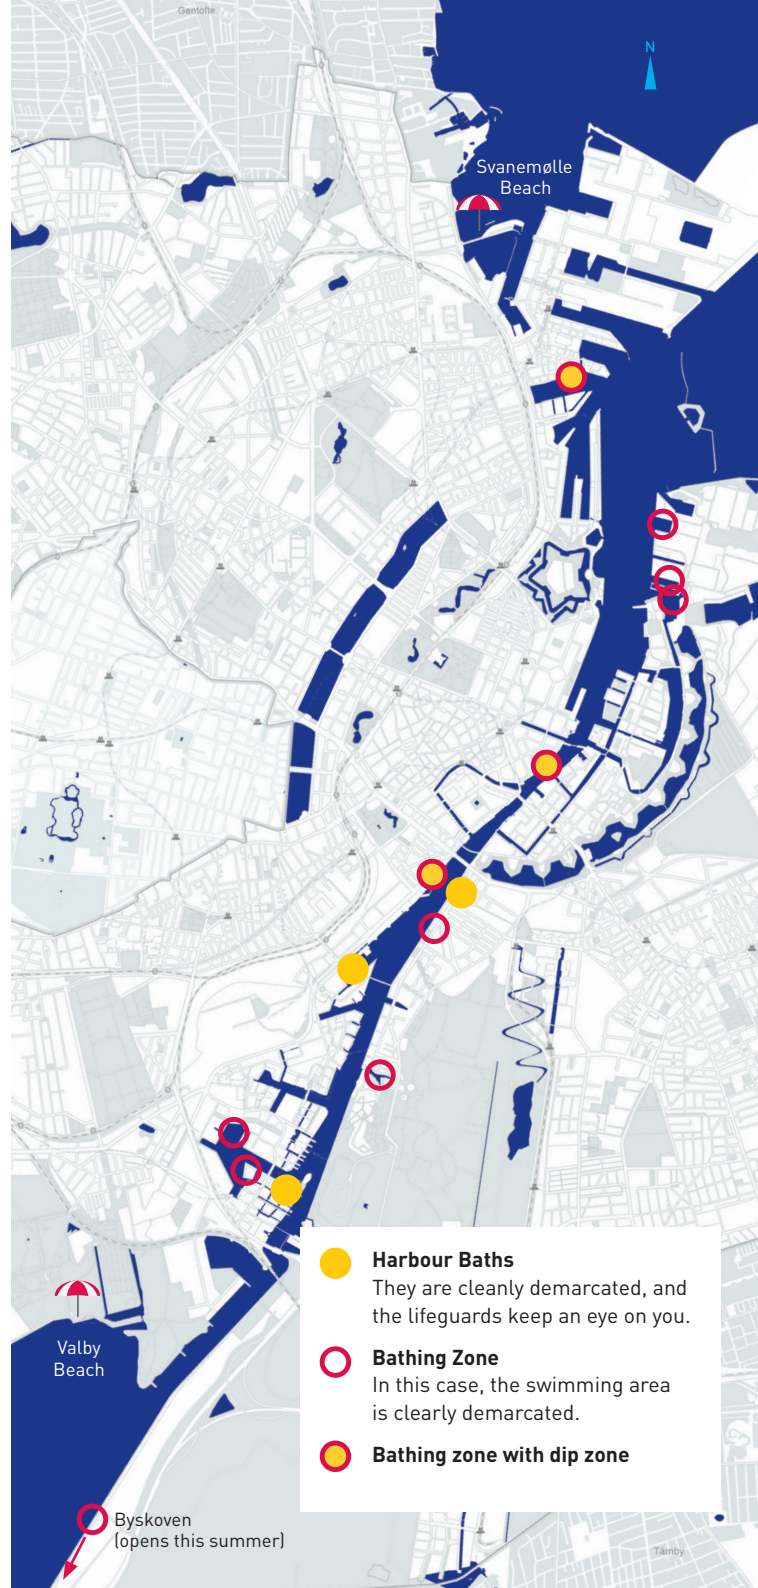 Gentofte
N
Svanemølle
Beach
Harbour Baths
They are cleanly demarcated, and
the lifeguards keep an eye on you.
Bathing Zone
In this case, the swimming area
is clearly demarcated.
Bathing zone with dip zone
Valby
Beach
Byskoven
(opens this summer)
Tårnby